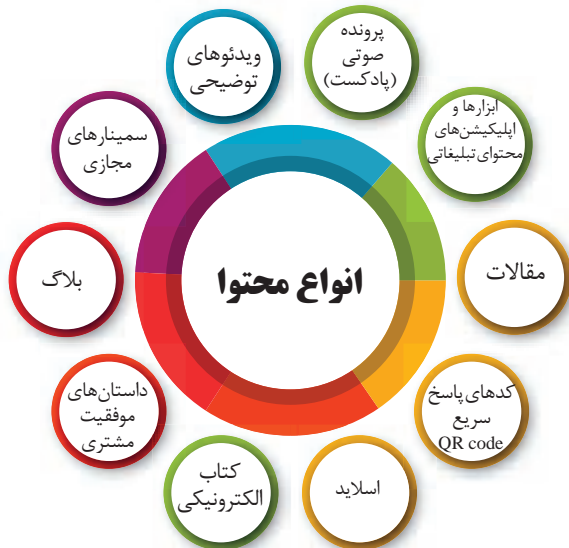 انواع محتوا
پرونده
صوتی
(پادکست)
ابزارها و
اپلیکیشن‌های
محتوای تبلیغاتی
مقالات
کدهای پاسخ
سریع
QR code
اسلاید
کتاب
الکترونیکی
داستان‌های
موفقیت
مشتری
بلاگ
سمینارهای
مجازی
ویدئوهای
توضیحی